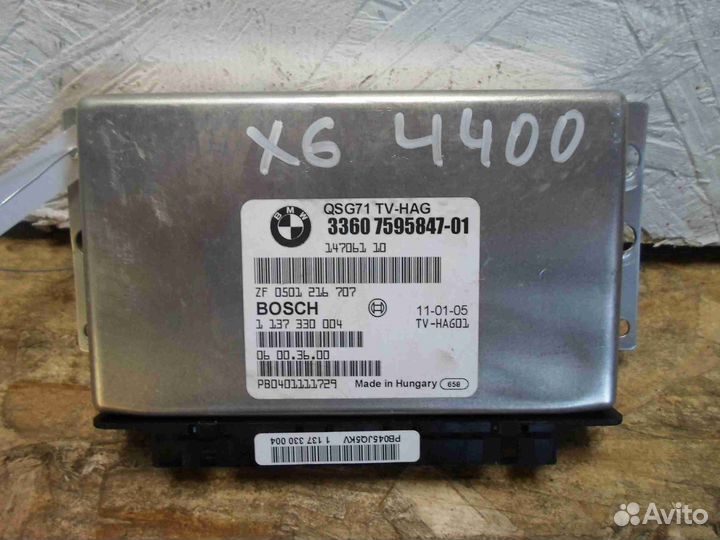 X6 4400
BMW
QSG71 TV-HAG
3360 7595847-01
147061 10
ZF 0501 216 707
BOSCH
11-01-05
1 137 330 004
TV-HAG01
06 00.36.00
PB0401111729
Made in Hungary 658
PB045JQ5KV 1 137 330 004
Avito